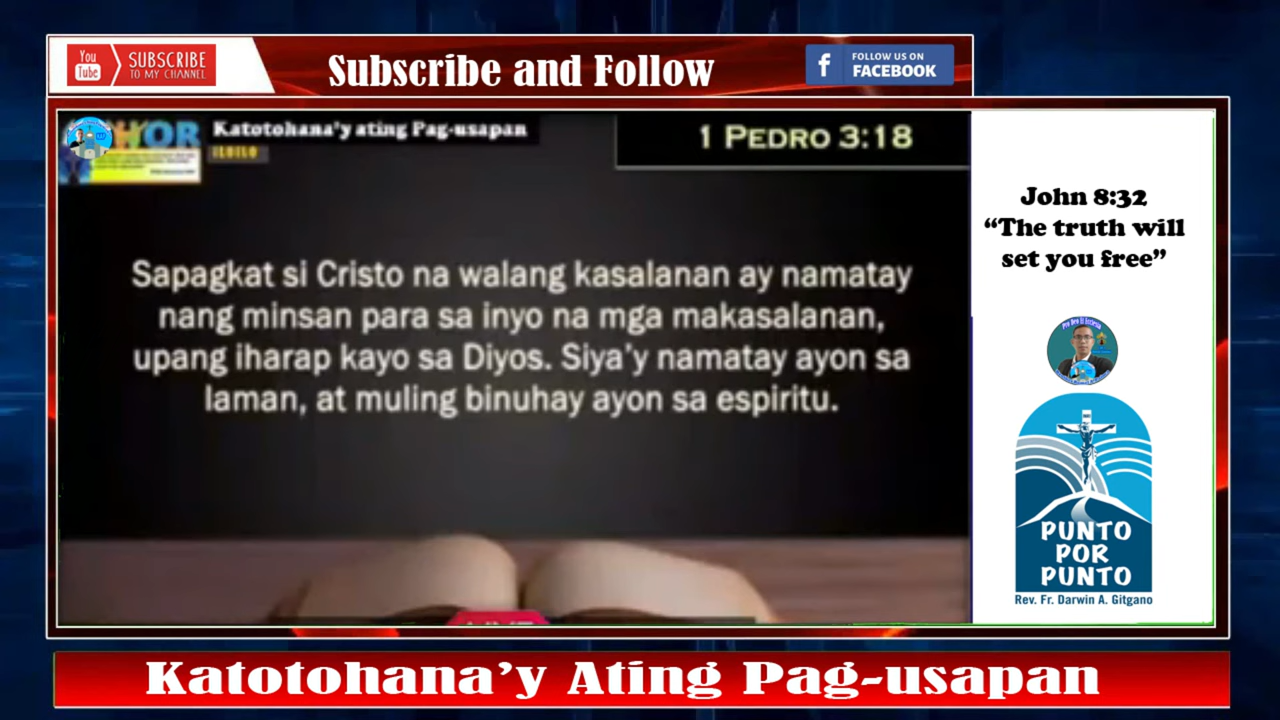 You
Tube
SUBSCRIBE
TO MY CHANNEL
Subscribe and Follow
f
FOLLOW US ON
FACEBOOK
Katotohana'y ating Pag-usapan
ILOILO
1 PEDRO 3:18
Sapagkat si Cristo na walang kasalanan ay namatay
nang minsan para sa inyo na mga makasalanan,
upang iharap kayo sa Diyos. Siya'y namatay ayon sa
laman, at muling binuhay ayon sa espiritu.
John 8:32
“The truth will
set you free”
PUNTO
POR
PUNTO
Rev. Fr. Darwin A. Gitgano
Katotohana’y Ating Pag-usapan